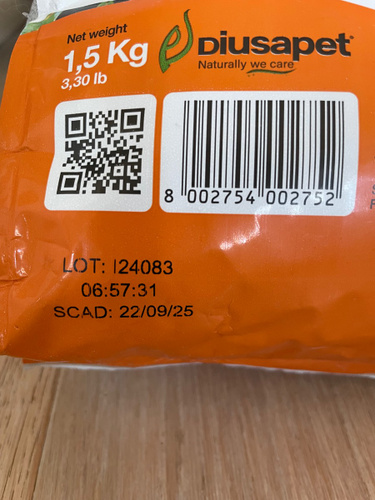 Net weight
1,5 Kg
3,30 lb
Diusapet®
Naturally we care
8 002754 002752
LOT: I24083
06:57:31
SCAD: 22/09/25